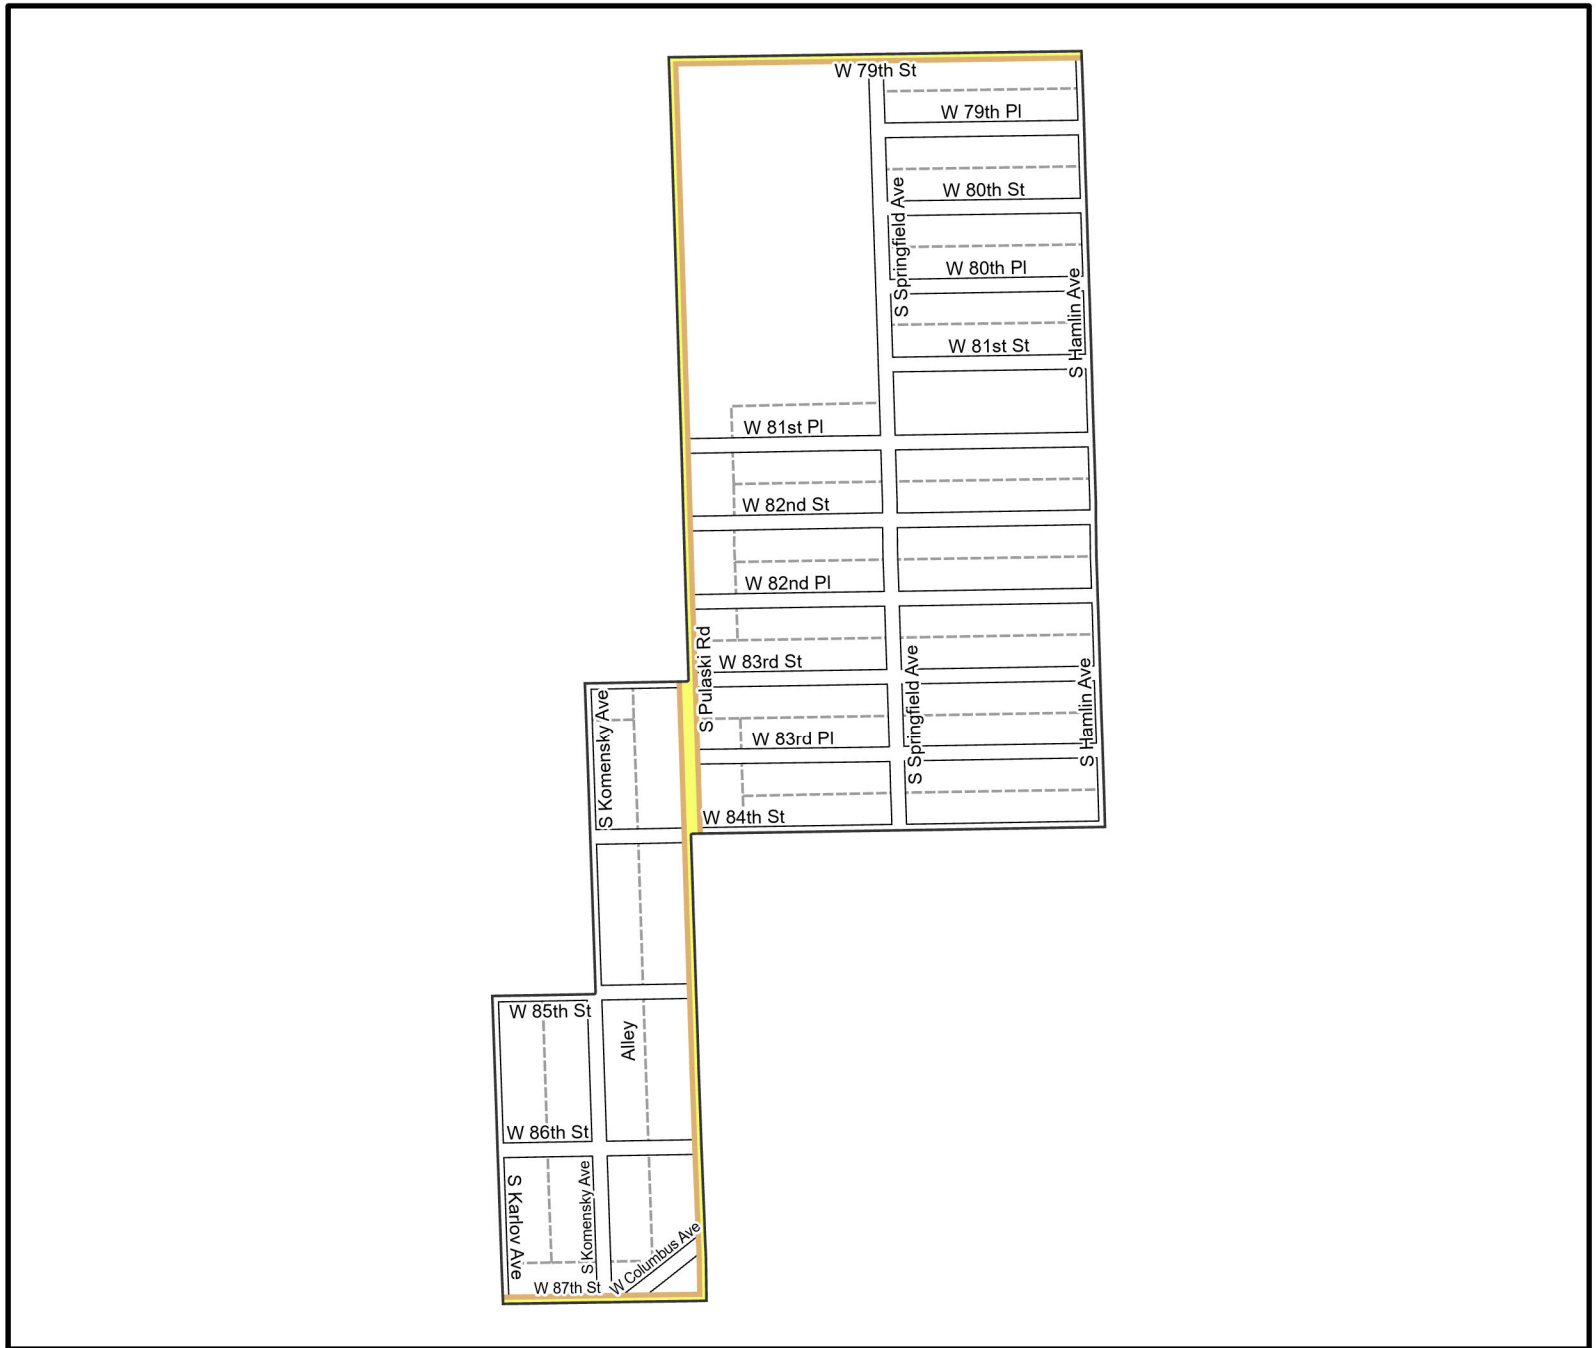 W 79th St
W 79th Pl
W 80th St
S Springfield Ave
W 80th Pl
S Hamlin Ave
W 81st St
W 81st Pl
W 82nd St
W 82nd Pl
S Pulaski Rd
W 83rd St
S Springfield Ave
S Hamlin Ave
S Komensky Ave
W 83rd Pl
W 84th St
W 85th St
Alley
W 86th St
S Karlov Ave
S Komensky Ave
W Columbus Ave
W 87th St